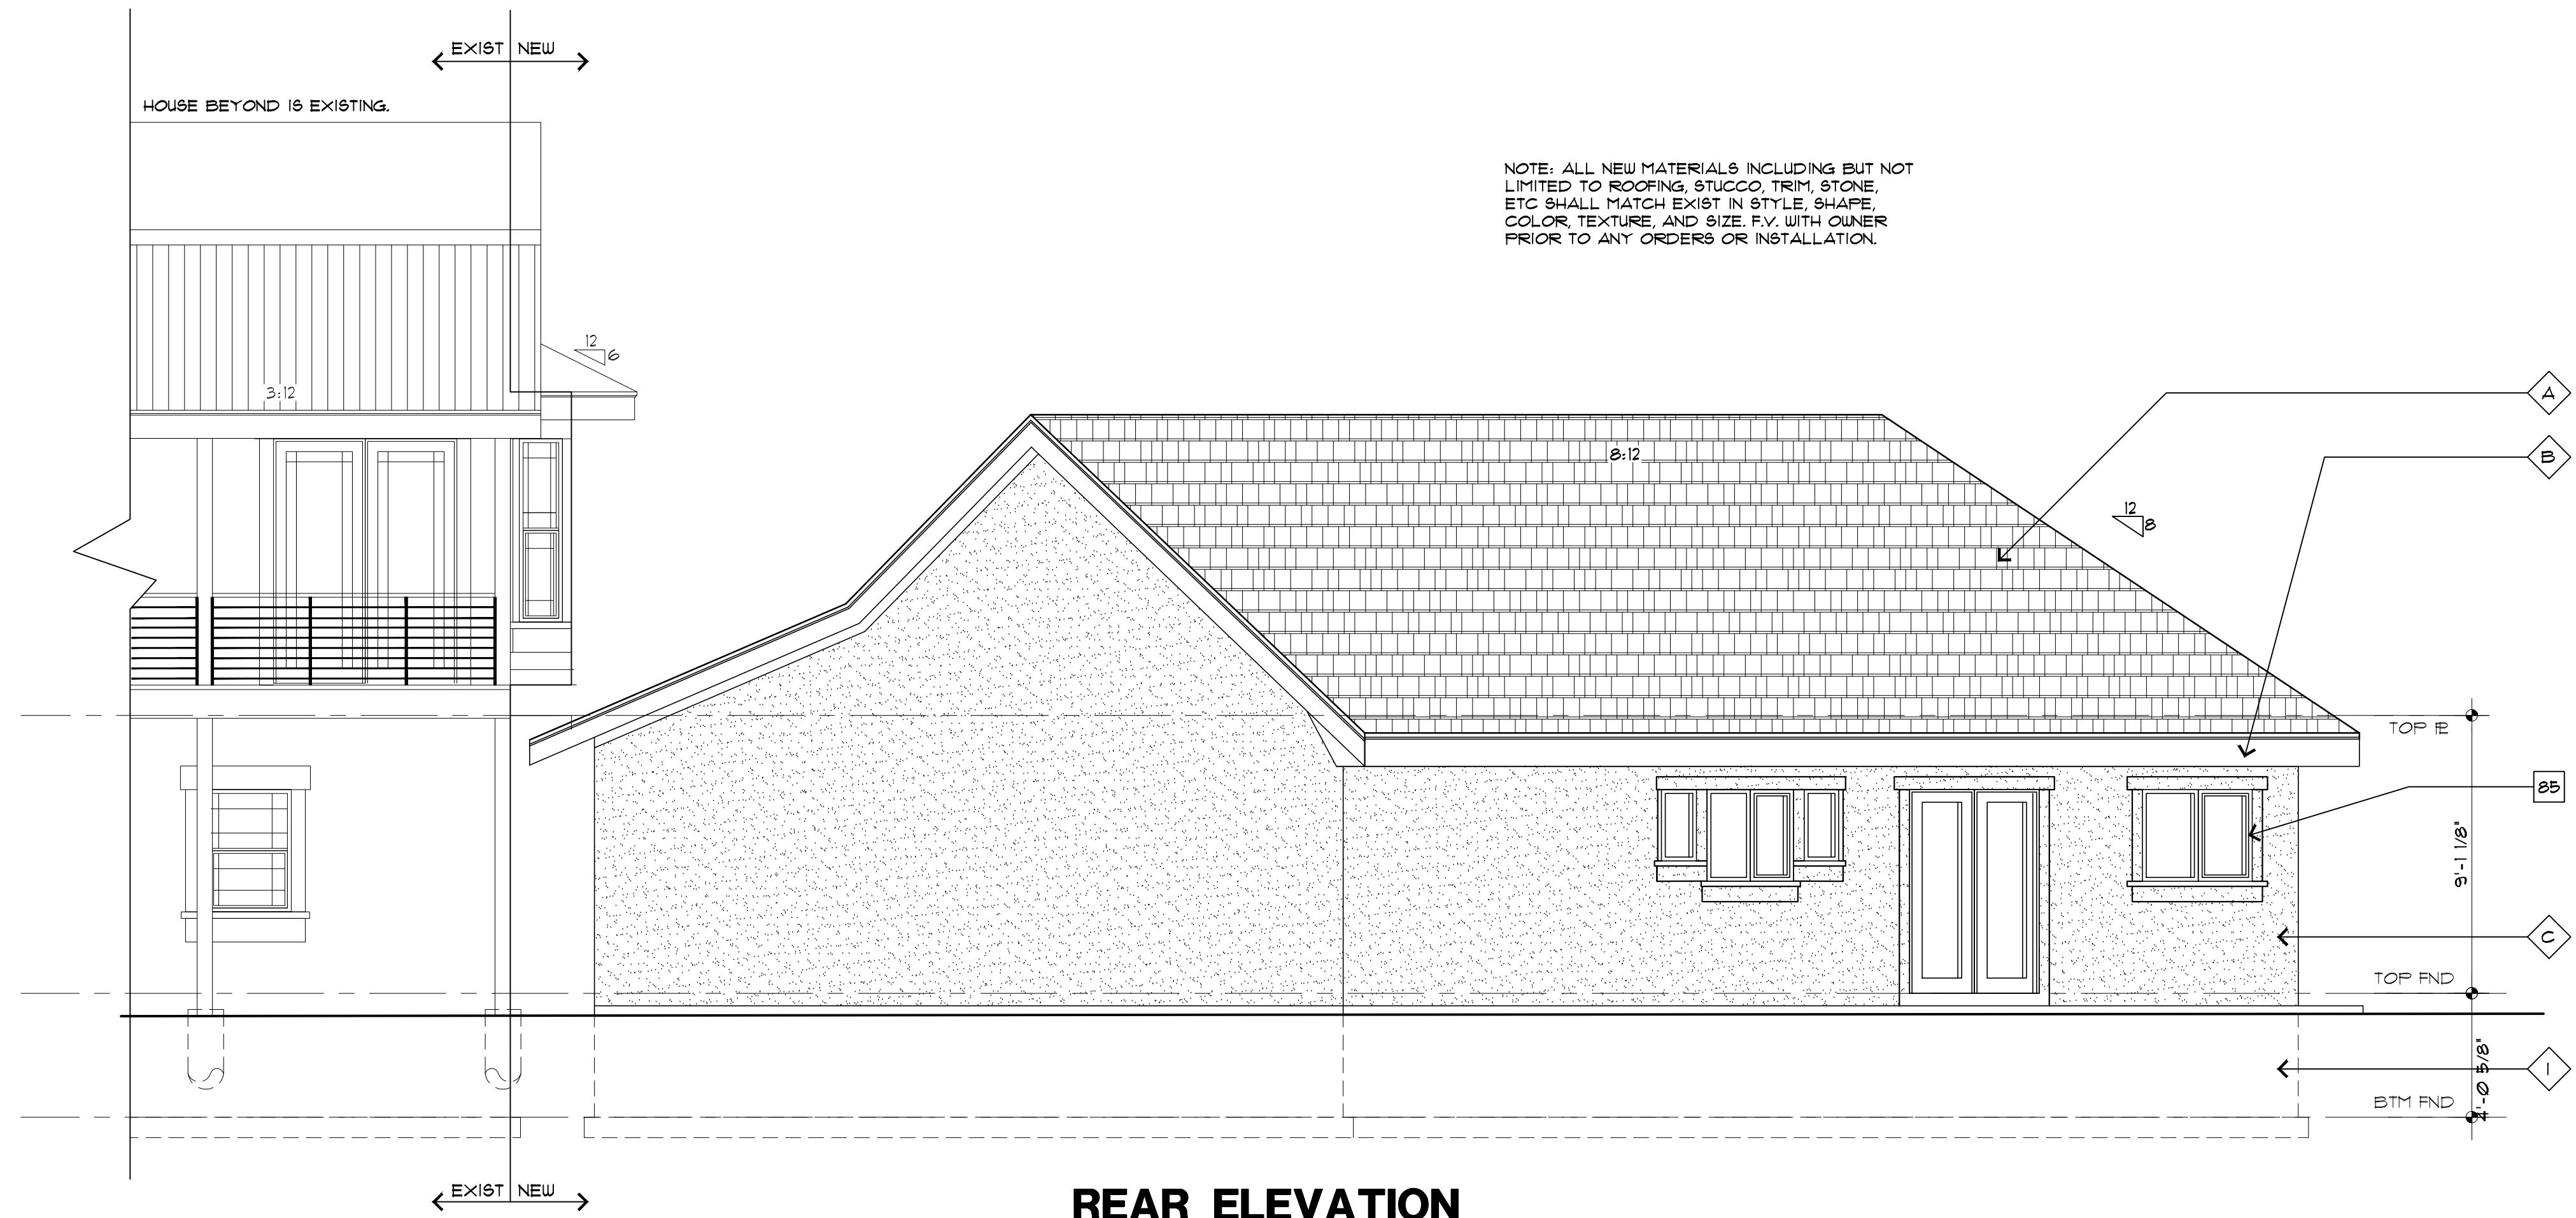 EXIST NEW
HOUSE BEYOND IS EXISTING.
NOTE: ALL NEW MATERIALS INCLUDING BUT NOT
LIMITED TO ROOFING, STUCCO, TRIM, STONE,
ETC SHALL MATCH EXIST IN STYLE, SHAPE,
COLOR, TEXTURE, AND SIZE. F.V. WITH OWNER
PRIOR TO ANY ORDERS OR INSTALLATION.
12
6
3:12
A
8:12
B
12
8
TOP PL
85
9'-1 1/8"
C
TOP FND
4'-0 5/8"
1
BTM FND
EXIST NEW
REAR ELEVATION